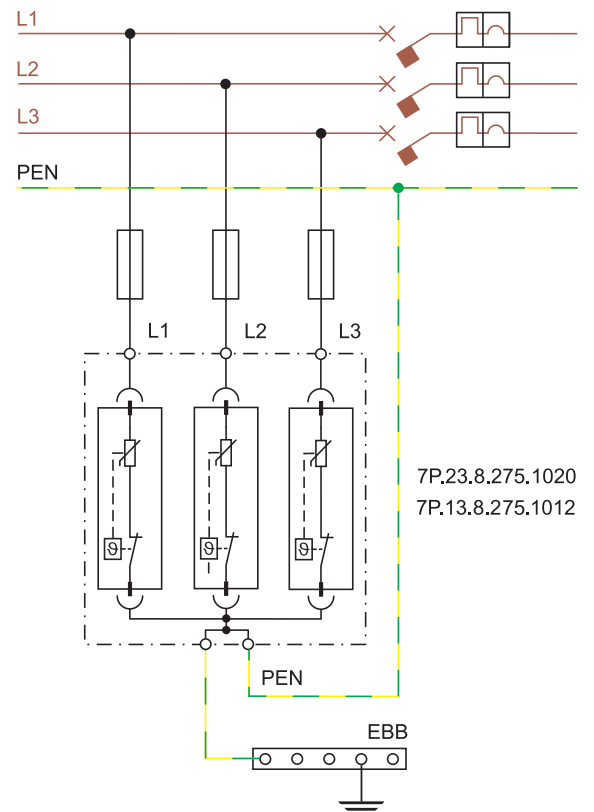 L1
L2
L3
PEN
L1
L2
L3
7P.23.8.275.1020
7P.13.8.275.1012
ϑ
ϑ
ϑ
PEN
EBB